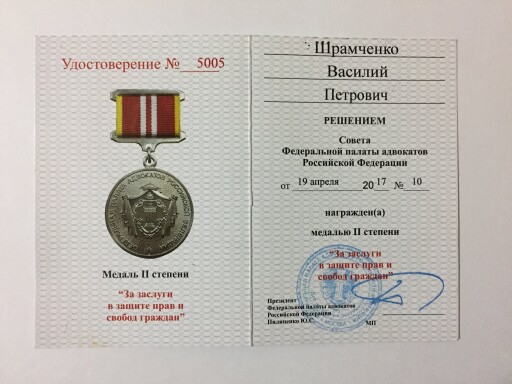 Удостоверение № 5005
Медаль II степени
“За заслуги
в защите прав и
свобод граждан”
Шрамченко
Василий
Петрович
РЕШЕНИЕМ
Совета
Федеральной палаты адвокатов
Российской Федерации
от 19 апреля 2017 № 10
награжден(а)
медалью II степени
“За заслуги
в защите прав и
свобод граждан”
Президент
Федеральной палаты адвокатов
Российской Федерации
Пилипенко Ю.С.
МП